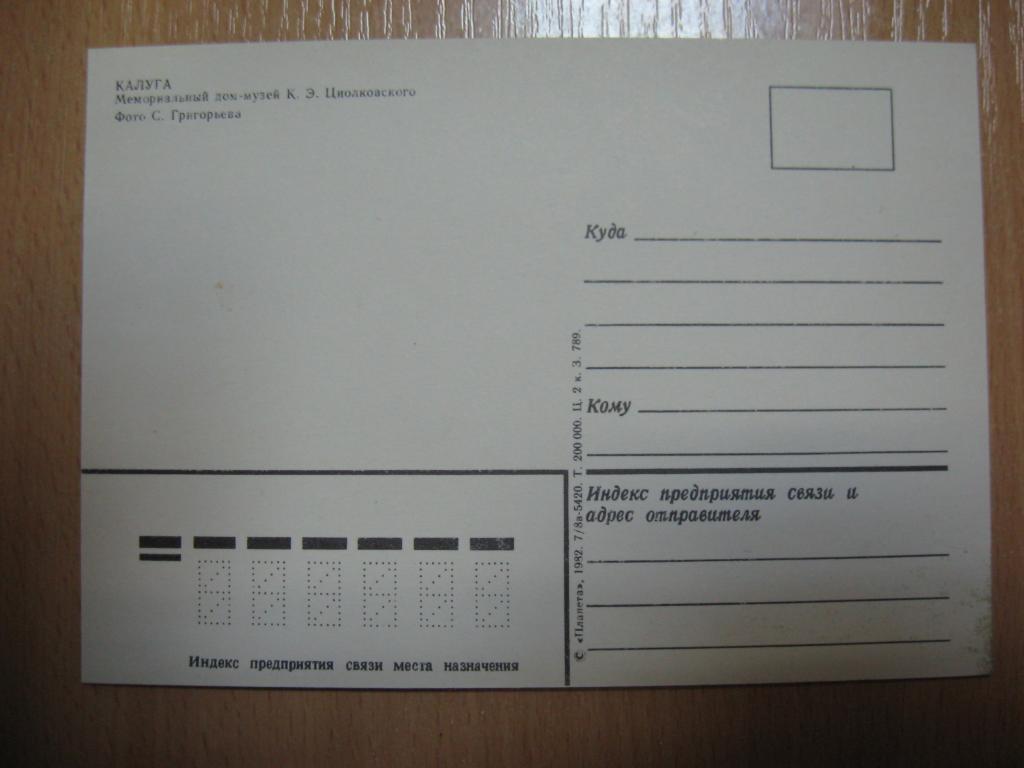 КАЛУГА
Мемориальный дом-музей К. Э. Циолковского
Фото С. Григорьева
Куда
Кому
Индекс предприятия связи и
адрес отправителя
© «Планета», 1982. 7/8а-5420. Т. 200 000. Ц. 2 к. З. 789.
Индекс предприятия связи места назначения